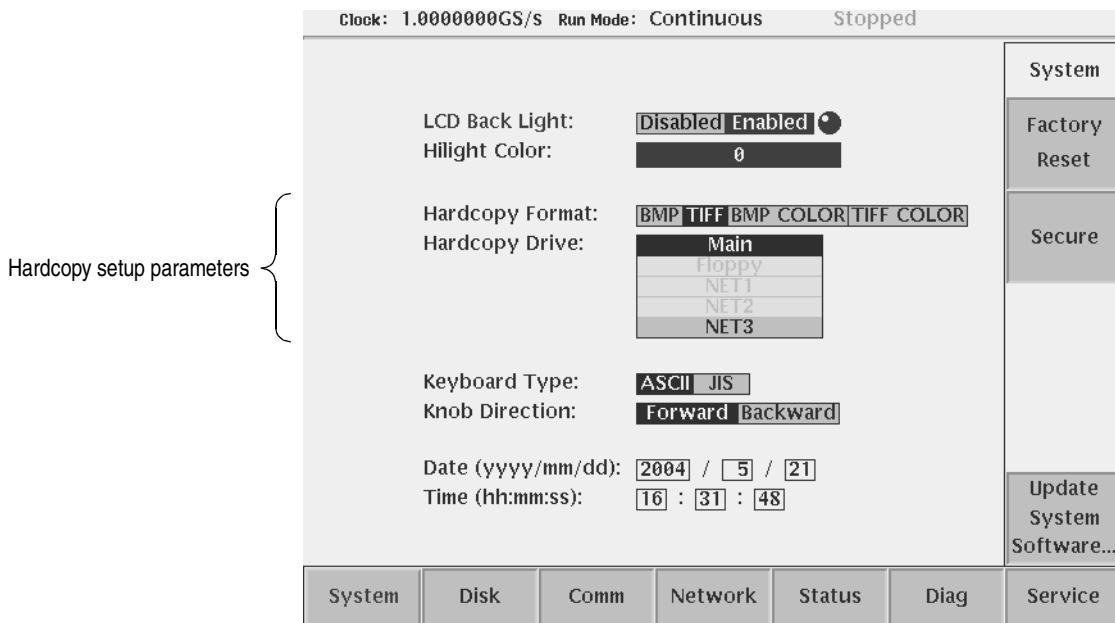 Clock: 1.0000000GS/s Run Mode: Continuous Stopped
System
LCD Back Light: Disabled Enabled
Hilight Color: 0
Factory
Reset
Hardcopy Format: BMP TIFF BMP COLOR TIFF COLOR
Hardcopy Drive: Main
Floppy
NET1
NET2
NET3
Secure
Hardcopy setup parameters
Keyboard Type: ASCII JIS
Knob Direction: Forward Backward
Date (yyyy/mm/dd): 2004 / 5 / 21
Time (hh:mm:ss): 16 : 31 : 48
Update
System
Software...
System Disk Comm Network Status Diag Service